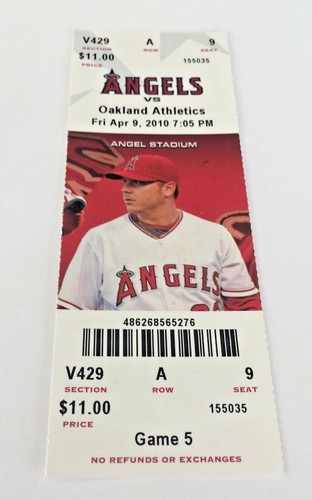 V429 A 9
SECTION ROW SEAT
$11.00 155035
PRICE
ANGELS
VS
Oakland Athletics
Fri Apr 9, 2010 7:05 PM
ANGEL STADIUM
A
ANGELS
486268565276
V429 A 9
SECTION ROW SEAT
$11.00 155035
PRICE
Game 5
NO REFUNDS OR EXCHANGES